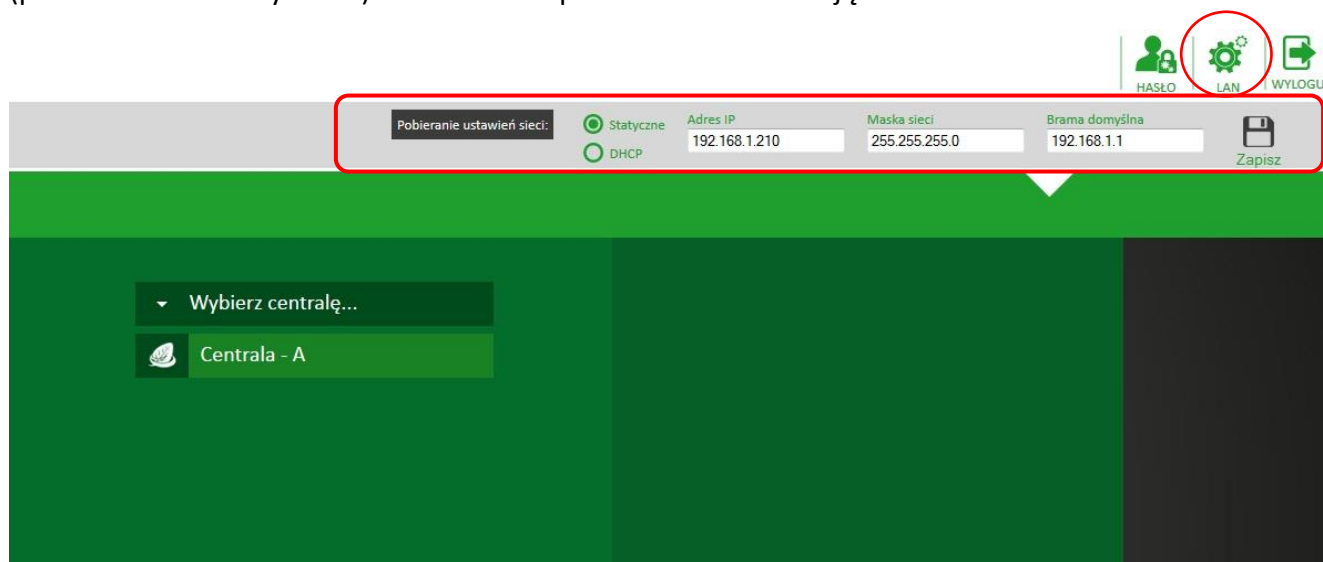 HASŁO
LAN
WYLOGU
Pobieranie ustawień sieci:
Statyczne
DHCP
Adres IP
192.168.1.210
Maska sieci
255.255.255.0
Brama domyślna
192.168.1.1
Zapisz
Wybierz centralę...
Centrala - A